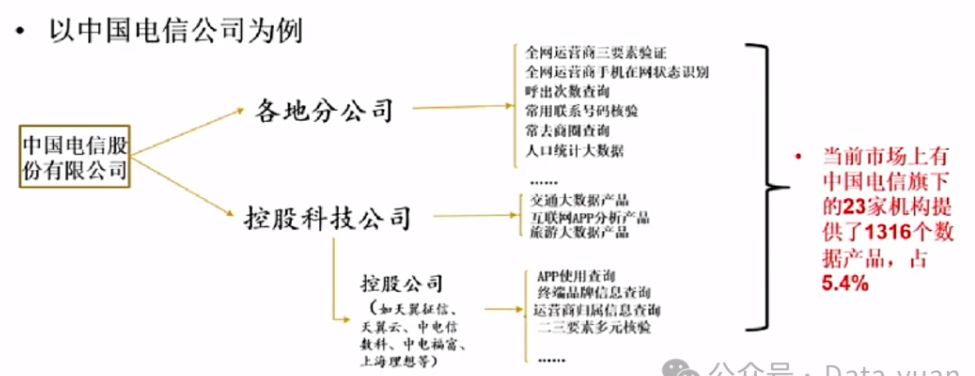 • 以中国电信公司为例
中国电信股
份有限公司
各地分公司
全网运营商三要素验证
全网运营商手机在网状态识别
呼出次数查询
常用联系号码核验
常去商圈查询
人口统计大数据
......
控股科技公司
交通大数据产品
互联网APP分析产品
旅游大数据产品
控股公司
（如天翼征信、
天翼云、中电信
数科、中电福富、
上海理想等）
APP使用查询
终端品牌信息查询
运营商归属信息查询
二三要素多元核验
......
• 当前市场上有
中国电信旗下
的23家机构提
供了1316个数
据产品，占
5.4%
公众号 · Data-yuan